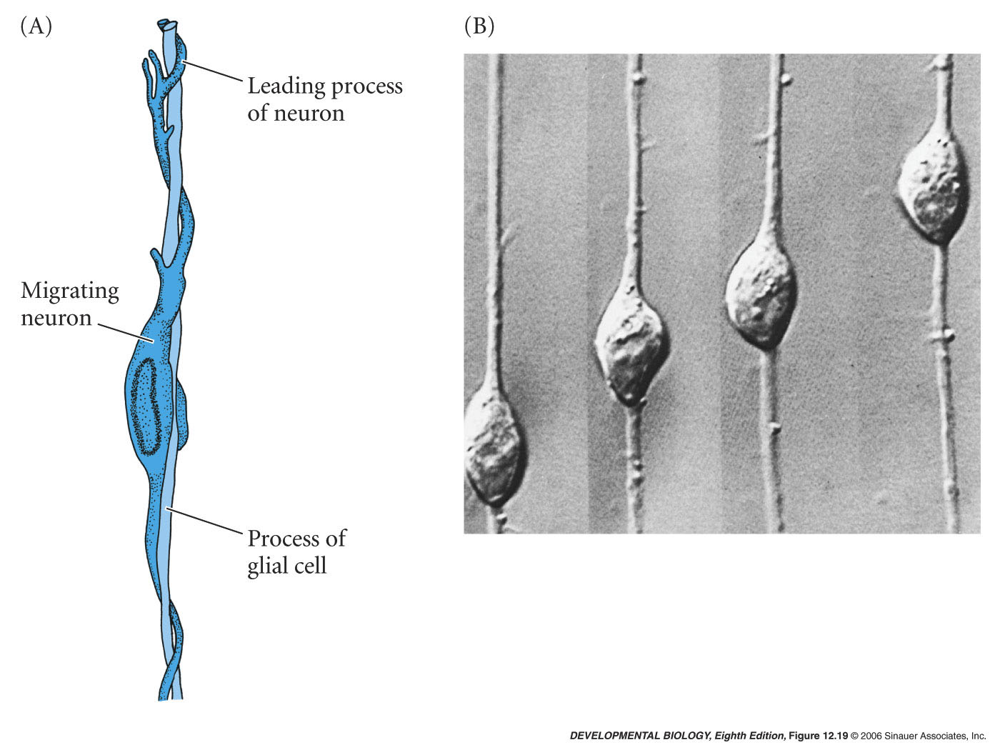 (A)
Leading process
of neuron
Migrating
neuron
Process of
glial cell
(B)
DEVELOPMENTAL BIOLOGY, Eighth Edition, Figure 12.19 © 2006 Sinauer Associates, Inc.